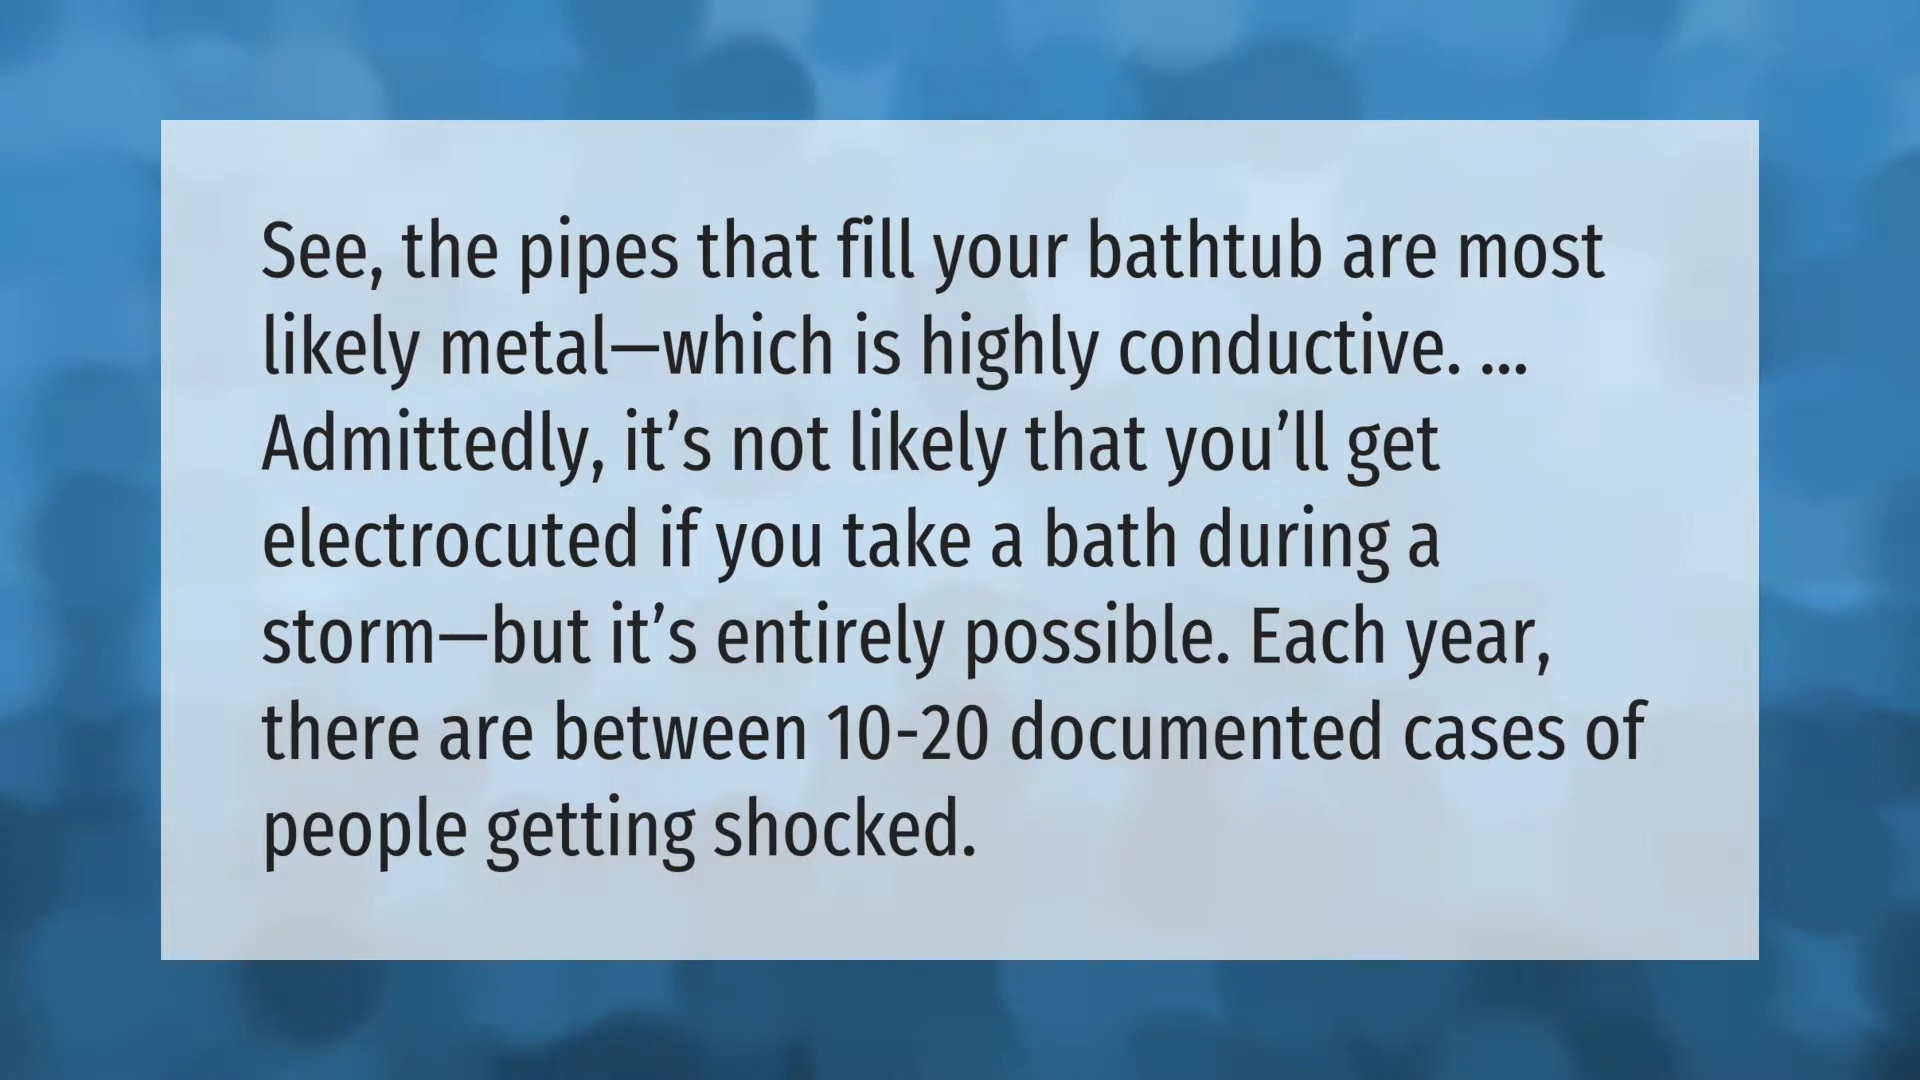 See, the pipes that fill your bathtub are most
likely metal—which is highly conductive. ...
Admittedly, it’s not likely that you’ll get
electrocuted if you take a bath during a
storm—but it’s entirely possible. Each year,
there are between 10-20 documented cases of
people getting shocked.